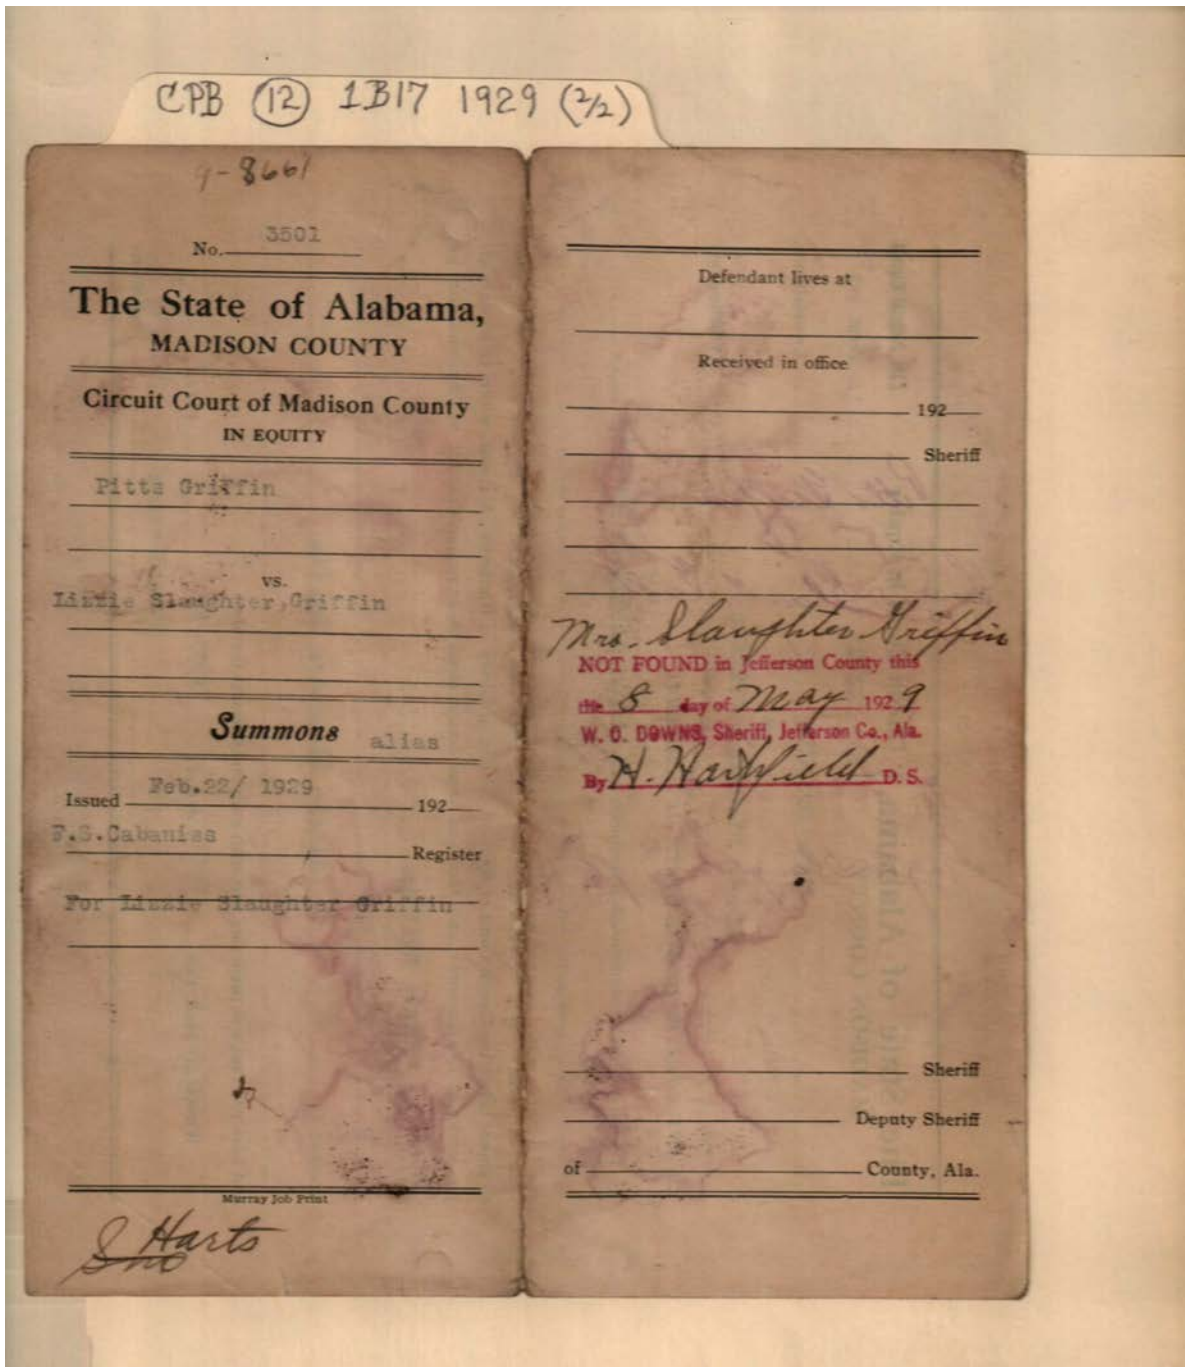 CPB (12) 1B17 1929 (2/2)
9-8661
No. 3501
The State of Alabama,
MADISON COUNTY
Circuit Court of Madison County
IN EQUITY
Pitts Griffin
vs.
Lizzie Slaughter, Griffin
Summons alias
Issued Feb.22/ 1929 192
F.S.Cabaniss
Register
For Lizzie Slaughter Griffin
Murray Job Print
Harts
Defendant lives at
Received in office
192
Sheriff
Mrs. Slaughter Griffin
NOT FOUND in Jefferson County this
the 8 day of May 1929
W. O. DOWNS, Sheriff, Jefferson Co., Ala.
By H. Hartfield D. S.
Sheriff
Deputy Sheriff
of County, Ala.